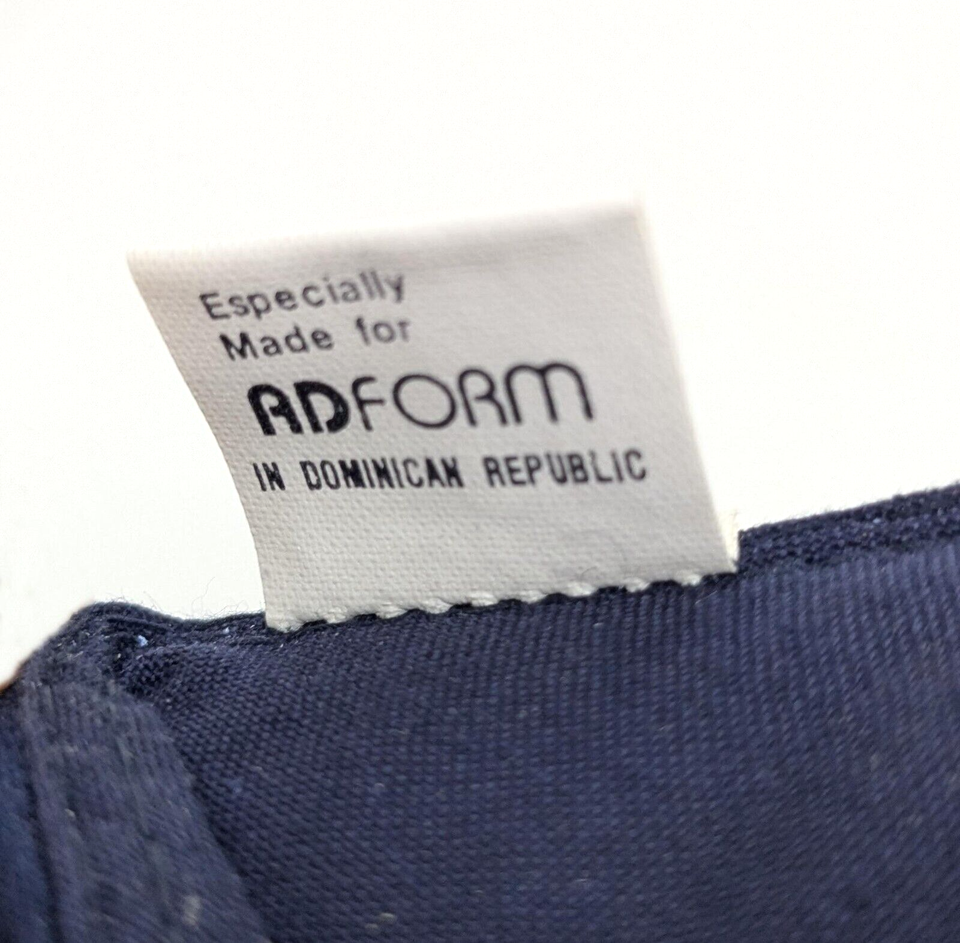 Especially
Made for
ADFORM
IN DOMINICAN REPUBLIC